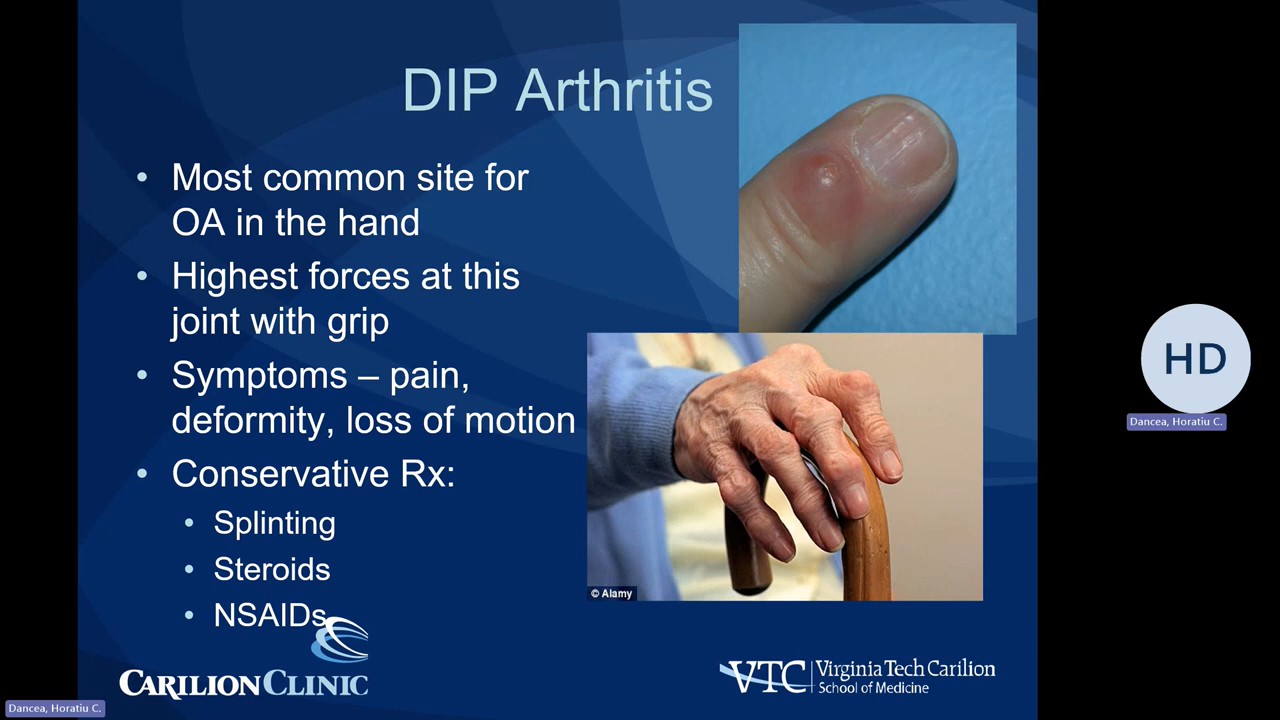 DIP Arthritis
• Most common site for
OA in the hand
• Highest forces at this
joint with grip
• Symptoms – pain,
deformity, loss of motion
• Conservative Rx:
• Splinting
• Steroids
• NSAIDs
© Alamy
CARILION CLINIC
VTC Virginia Tech Carilion
School of Medicine
HD
Dancea, Horatiu C.
Dancea, Horatiu C.